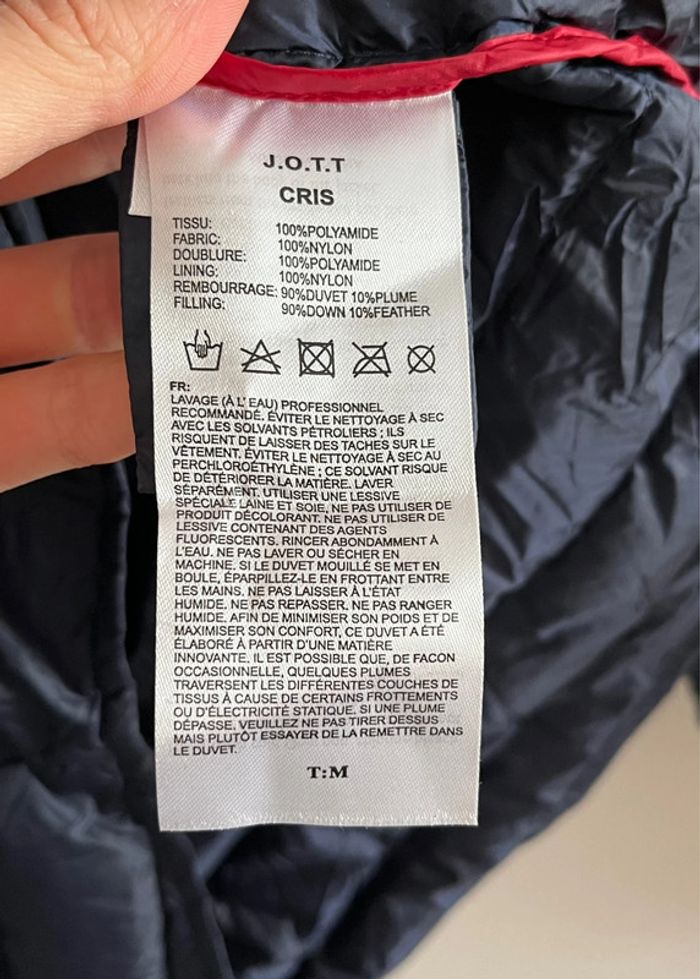 J.O.T.T
CRIS
TISSU: 100%POLYAMIDE
FABRIC: 100%NYLON
DOUBLURE: 100%POLYAMIDE
LINING: 100%NYLON
REMBOURRAGE: 90%DUVET 10%PLUME
FILLING: 90%DOWN 10%FEATHER
FR:
LAVAGE (À L'EAU) PROFESSIONNEL
RECOMMANDÉ. ÉVITER LE NETTOYAGE À SEC
AVEC LES SOLVANTS PÉTROLIERS ; ILS
RISQUENT DE LAISSER DES TACHES SUR LE
VÊTEMENT. ÉVITER LE NETTOYAGE À SEC AU
PERCHLOROÉTHYLÈNE ; CE SOLVANT RISQUE
DE DÉTÉRIORER LA MATIÈRE. LAVER
SÉPARÉMENT. UTILISER UNE LESSIVE
SPÉCIALE LAINE ET SOIE, NE PAS UTILISER DE
PRODUIT DÉCOLORANT. NE PAS UTILISER DE
LESSIVE CONTENANT DES AGENTS
FLUORESCENTS. RINCER ABONDAMMENT À
L'EAU. NE PAS LAVER OU SÉCHER EN
MACHINE. SI LE DUVET MOUILLÉ SE MET EN
BOULE, ÉPARPILLEZ-LE EN FROTTANT ENTRE
LES MAINS. NE PAS LAISSER À L'ÉTAT
HUMIDE. NE PAS REPASSER. NE PAS RANGER
HUMIDE. AFIN DE MINIMISER SON POIDS ET DE
MAXIMISER SON CONFORT, CE DUVET A ÉTÉ
ÉLABORÉ À PARTIR D'UNE MATIÈRE
INNOVANTE. IL EST POSSIBLE QUE, DE FACON
OCCASIONNELLE, QUELQUES PLUMES
TRAVERSENT LES DIFFÉRENTES COUCHES DE
TISSUS À CAUSE DE CERTAINS FROTTEMENTS
OU D'ÉLECTRICITÉ STATIQUE. SI UNE PLUME
DÉPASSE, VEUILLEZ NE PAS TIRER DESSUS
MAIS PLUTÔT ESSAYER DE LA REMETTRE DANS
LE DUVET.
T:M